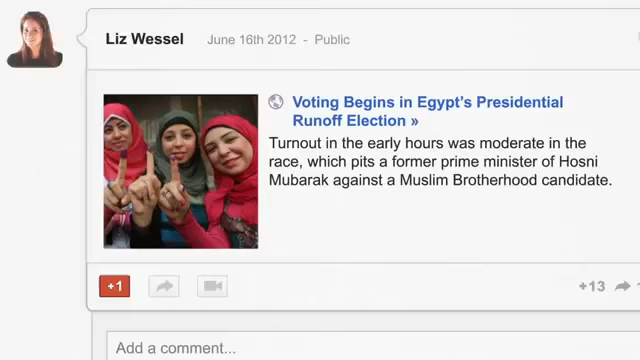 Liz Wessel June 16th 2012 - Public
Voting Begins in Egypt's Presidential
Runoff Election »
Turnout in the early hours was moderate in the
race, which pits a former prime minister of Hosni
Mubarak against a Muslim Brotherhood candidate.
+1 +13
Add a comment...